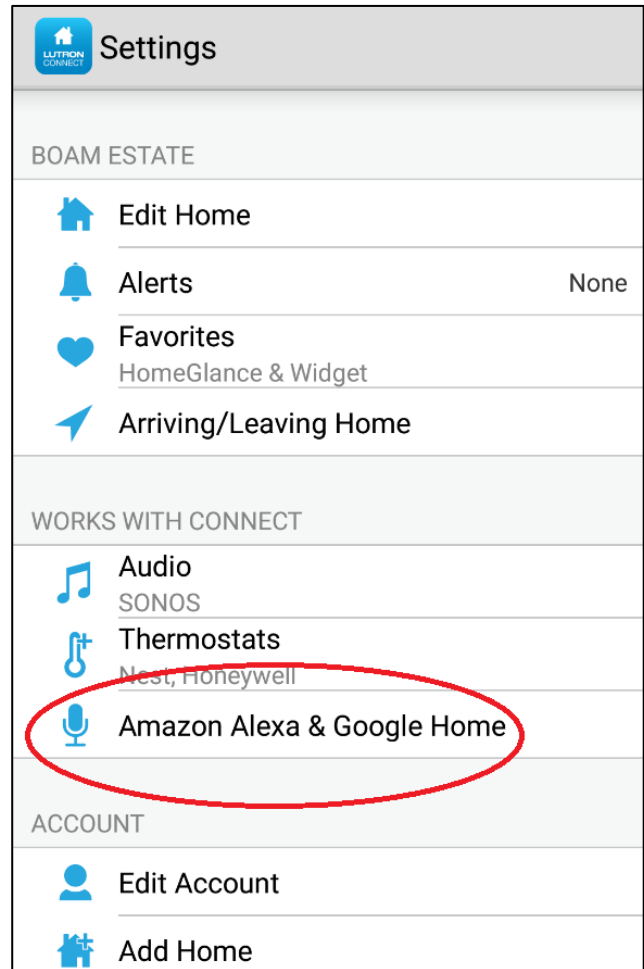 LUTRON
CONNECT
Settings
BOAM ESTATE
Edit Home
Alerts None
Favorites
HomeGlance & Widget
Arriving/Leaving Home
WORKS WITH CONNECT
Audio
SONOS
Thermostats
Nest, Honeywell
Amazon Alexa & Google Home
ACCOUNT
Edit Account
Add Home